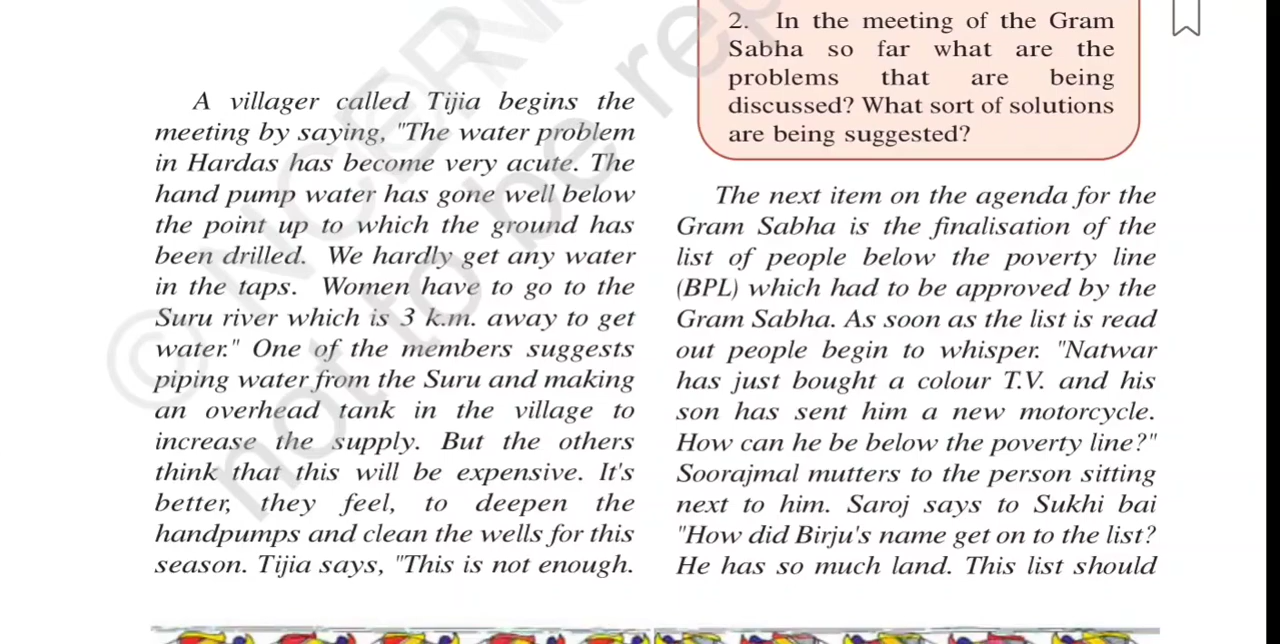 A villager called Tijia begins the
meeting by saying, "The water problem
in Hardas has become very acute. The
hand pump water has gone well below
the point up to which the ground has
been drilled. We hardly get any water
in the taps. Women have to go to the
Suru river which is 3 k.m. away to get
water." One of the members suggests
piping water from the Suru and making
an overhead tank in the village to
increase the supply. But the others
think that this will be expensive. It's
better, they feel, to deepen the
handpumps and clean the wells for this
season. Tijia says, "This is not enough.
2. In the meeting of the Gram
Sabha so far what are the
problems that are being
discussed? What sort of solutions
are being suggested?
The next item on the agenda for the
Gram Sabha is the finalisation of the
list of people below the poverty line
(BPL) which had to be approved by the
Gram Sabha. As soon as the list is read
out people begin to whisper. "Natwar
has just bought a colour T.V. and his
son has sent him a new motorcycle.
How can he be below the poverty line?"
Soorajmal mutters to the person sitting
next to him. Saroj says to Sukhi bai
"How did Birju's name get on to the list?
He has so much land. This list should
© NCER
not to be rep